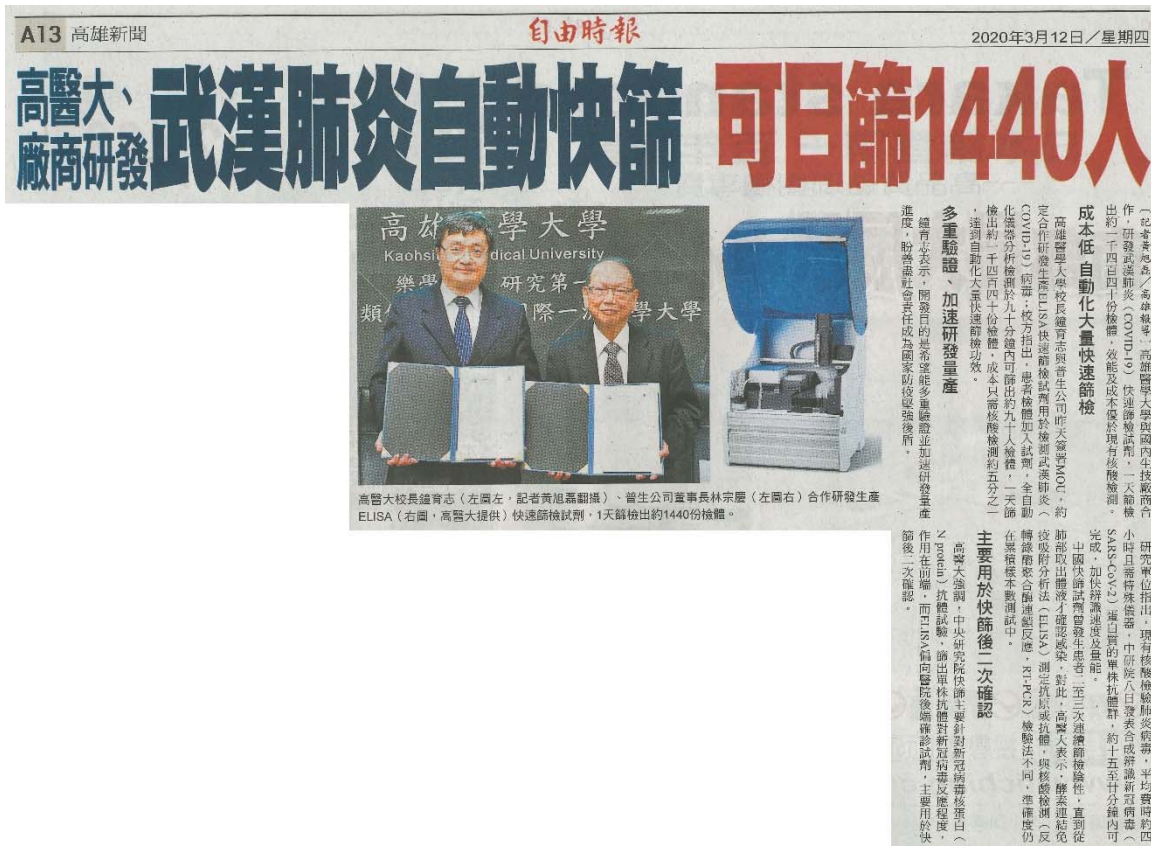 A13 高雄新聞
自由時報
2020年3月12日／星期四
高醫大、
廠商研發
武漢肺炎自動快篩 可日篩1440人
〔記者黃旭磊／高雄報導〕高雄醫學大學與國內生技廠商合
作，研發武漢肺炎（COVID-19）快速篩檢試劑，一天篩檢
出約一千四百四十份檢體，效能及成本優於現有核酸檢測。
成本低 自動化大量快速篩檢
高雄醫學大學校長鐘育志與普生公司昨天簽署MOU，約
定合作研發生產ELISA快速篩檢試劑用於檢測武漢肺炎（
COVID-19）病毒；校方指出，患者檢體加入試劑，全自動
化儀器分析檢測於九十分鐘內可篩出約九十人檢體，一天篩
檢出約一千四百四十份檢體，成本只需核酸檢測約五分之一
，達到自動化大量快速篩檢功效。
多重驗證、加速研發量產
鐘育志表示，開發目的是希望能多重驗證並加速研發量產
進度，盼善盡社會責任成為國家防疫堅強後盾。
高雄 學大學
Kaohsi dical University
樂學 研究第一
類 國際一 學大學
高醫大校長鐘育志（左圖左，記者黃旭磊翻攝）、普生公司董事長林宗慶（左圖右）合作研發生產
ELISA（右圖，高醫大提供）快速篩檢試劑，1天篩檢出約1440份檢體。
研究單位指出，現有核酸檢驗肺炎病毒，平均費時約四
小時且需特殊儀器，中研院八日發表合成辨識新冠病毒（
SARS-CoV-2）蛋白質的單株抗體群，約十五至廿分鐘內可
完成，加快辨識速度及量能。
中國快篩試劑曾發生患者二至三次連續篩檢陰性，直到從
肺部取出體液才確認感染，對此，高醫大表示，酵素連結免
疫吸附分析法（ELISA）測定抗原或抗體，與核酸檢測（反
轉錄酶聚合酶連鎖反應，RT-PCR）檢驗法不同，準確度仍
在累積樣本數測試中。
主要用於快篩後二次確認
高醫大強調，中央研究院快篩主要針對新冠病毒核蛋白（
N protein）抗體試驗，篩出單株抗體對新冠病毒反應程度，
作用在前端，而ELISA偏向醫院後端確診試劑，主要用於快
篩後二次確認。